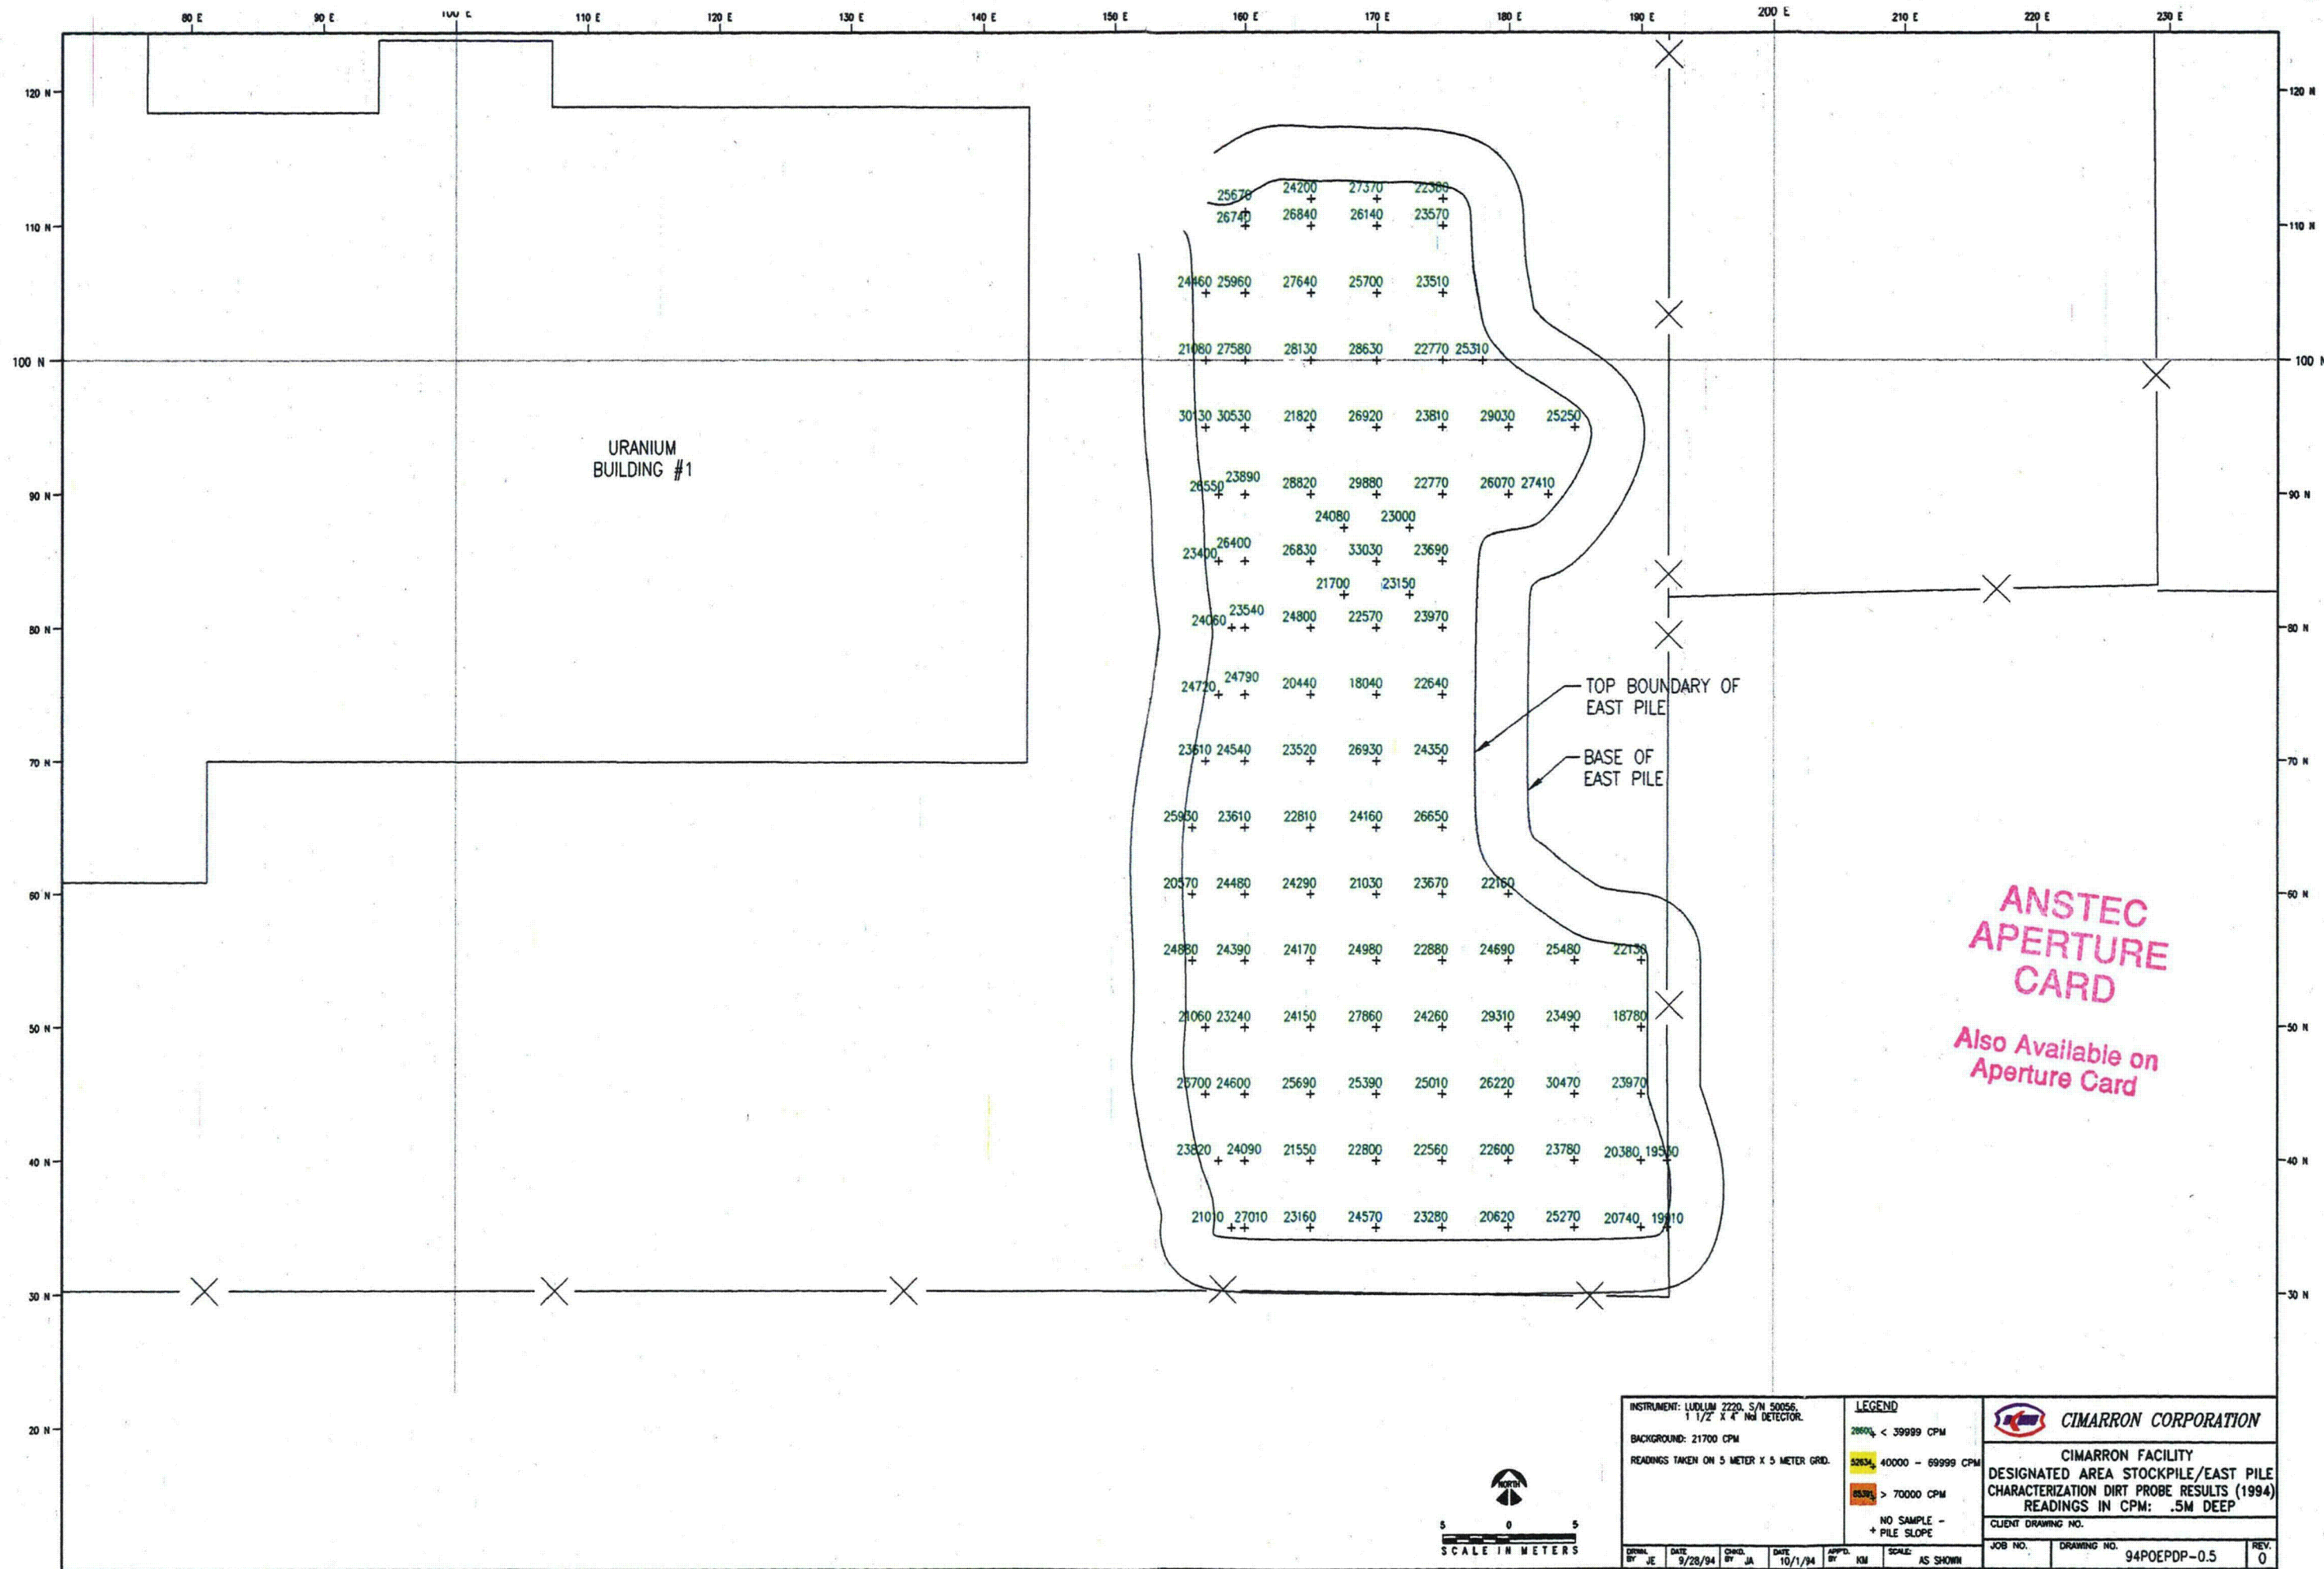 80 E 90 E 100 E 110 E 120 E 130 E 140 E 150 E 160 E 170 E 180 E 190 E 200 E 210 E 220 E 230 E
120 N 120 N
25670 24200 27370 22380
110 N 26740 26840 26140 23570 110 N
24460 25960 27640 25700 23510
100 N 21080 27580 28130 28630 22770 25310 100 N
30130 30530 21820 26920 23810 29030 25250
URANIUM
BUILDING #1
90 N 26550 23890 28820 29880 22770 26070 27410 90 N
24080 23000
23400 26400 26830 33030 23690
21700 23150
80 N 24060 23540 24800 22570 23970 80 N
24720 24790 20440 18040 22640
TOP BOUNDARY OF
EAST PILE
70 N 23610 24540 23520 26930 24350 70 N
BASE OF
EAST PILE
25930 23610 22810 24160 26650
60 N 20570 24480 24290 21030 23670 22160 60 N
24880 24390 24170 24980 22880 24690 25480 22130
50 N 21060 23240 24150 27860 24260 29310 23490 18780 50 N
24600 25690 25390 25010 26220 30470 23970
40 N 23820 24090 21550 22800 22560 22600 23780 20380 40 N
21010 27010 23160 24570 23280 20620 25270 20740
30 N 30 N
20 N
ANSTEC
APERTURE
CARD
Also Available on
Aperture Card
NORTH
5 0 5
SCALE IN METERS
INSTRUMENT: LUDLUM 2220, S/N 50056,
1 1/2" X 4" NaI DETECTOR.
BACKGROUND: 21700 CPM
READINGS TAKEN ON 5 METER X 5 METER GRID.
LEGEND
< 39999 CPM
52634 40000 - 69999 CPM
> 70000 CPM
NO SAMPLE -
+ PILE SLOPE
CIMARRON CORPORATION
CIMARRON FACILITY
DESIGNATED AREA STOCKPILE/EAST PILE
CHARACTERIZATION DIRT PROBE RESULTS (1994)
READINGS IN CPM: .5M DEEP
CLIENT DRAWING NO.
JOB NO. DRAWING NO. 94POEPDP-0.5 REV. 0
DRWN. BY JE DATE 9/28/94 CHKD. BY JA DATE 10/1/94 APP'D. BY KM SCALE: AS SHOWN